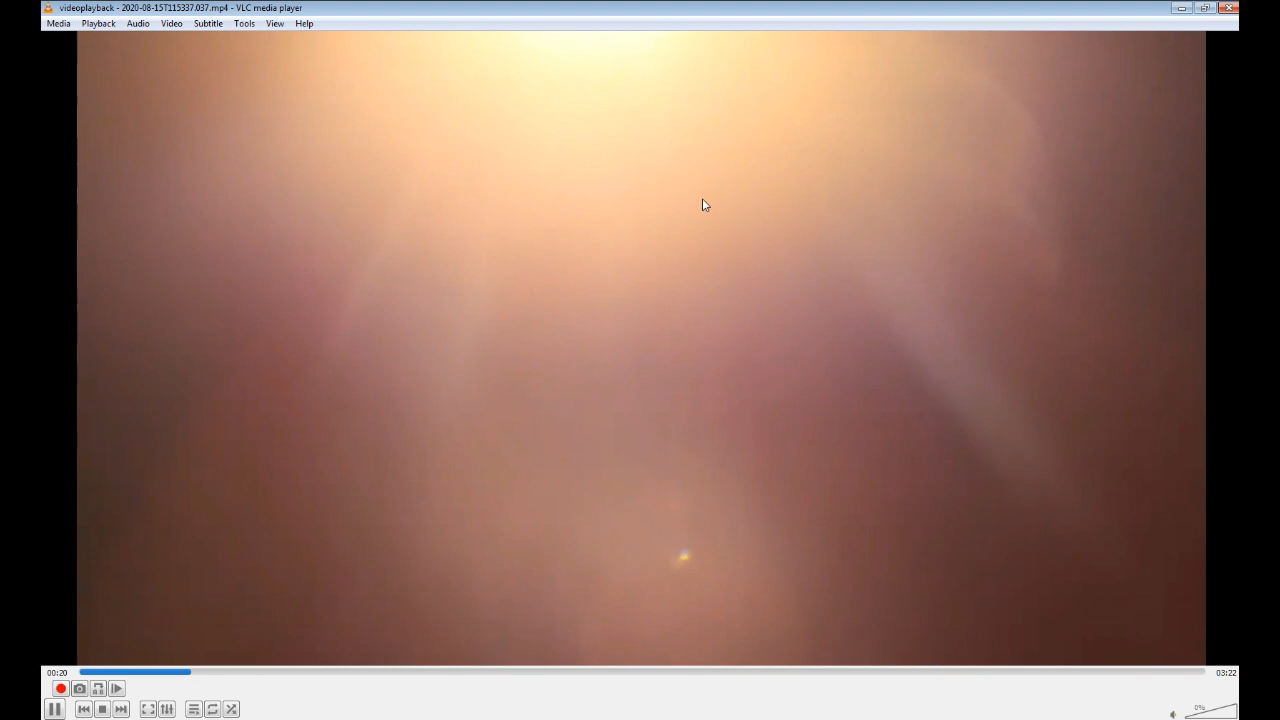 videoplayback - 2020-08-15T115337.037.mp4 - VLC media player
Media Playback Audio Video Subtitle Tools View Help
00:20 03:22
0%